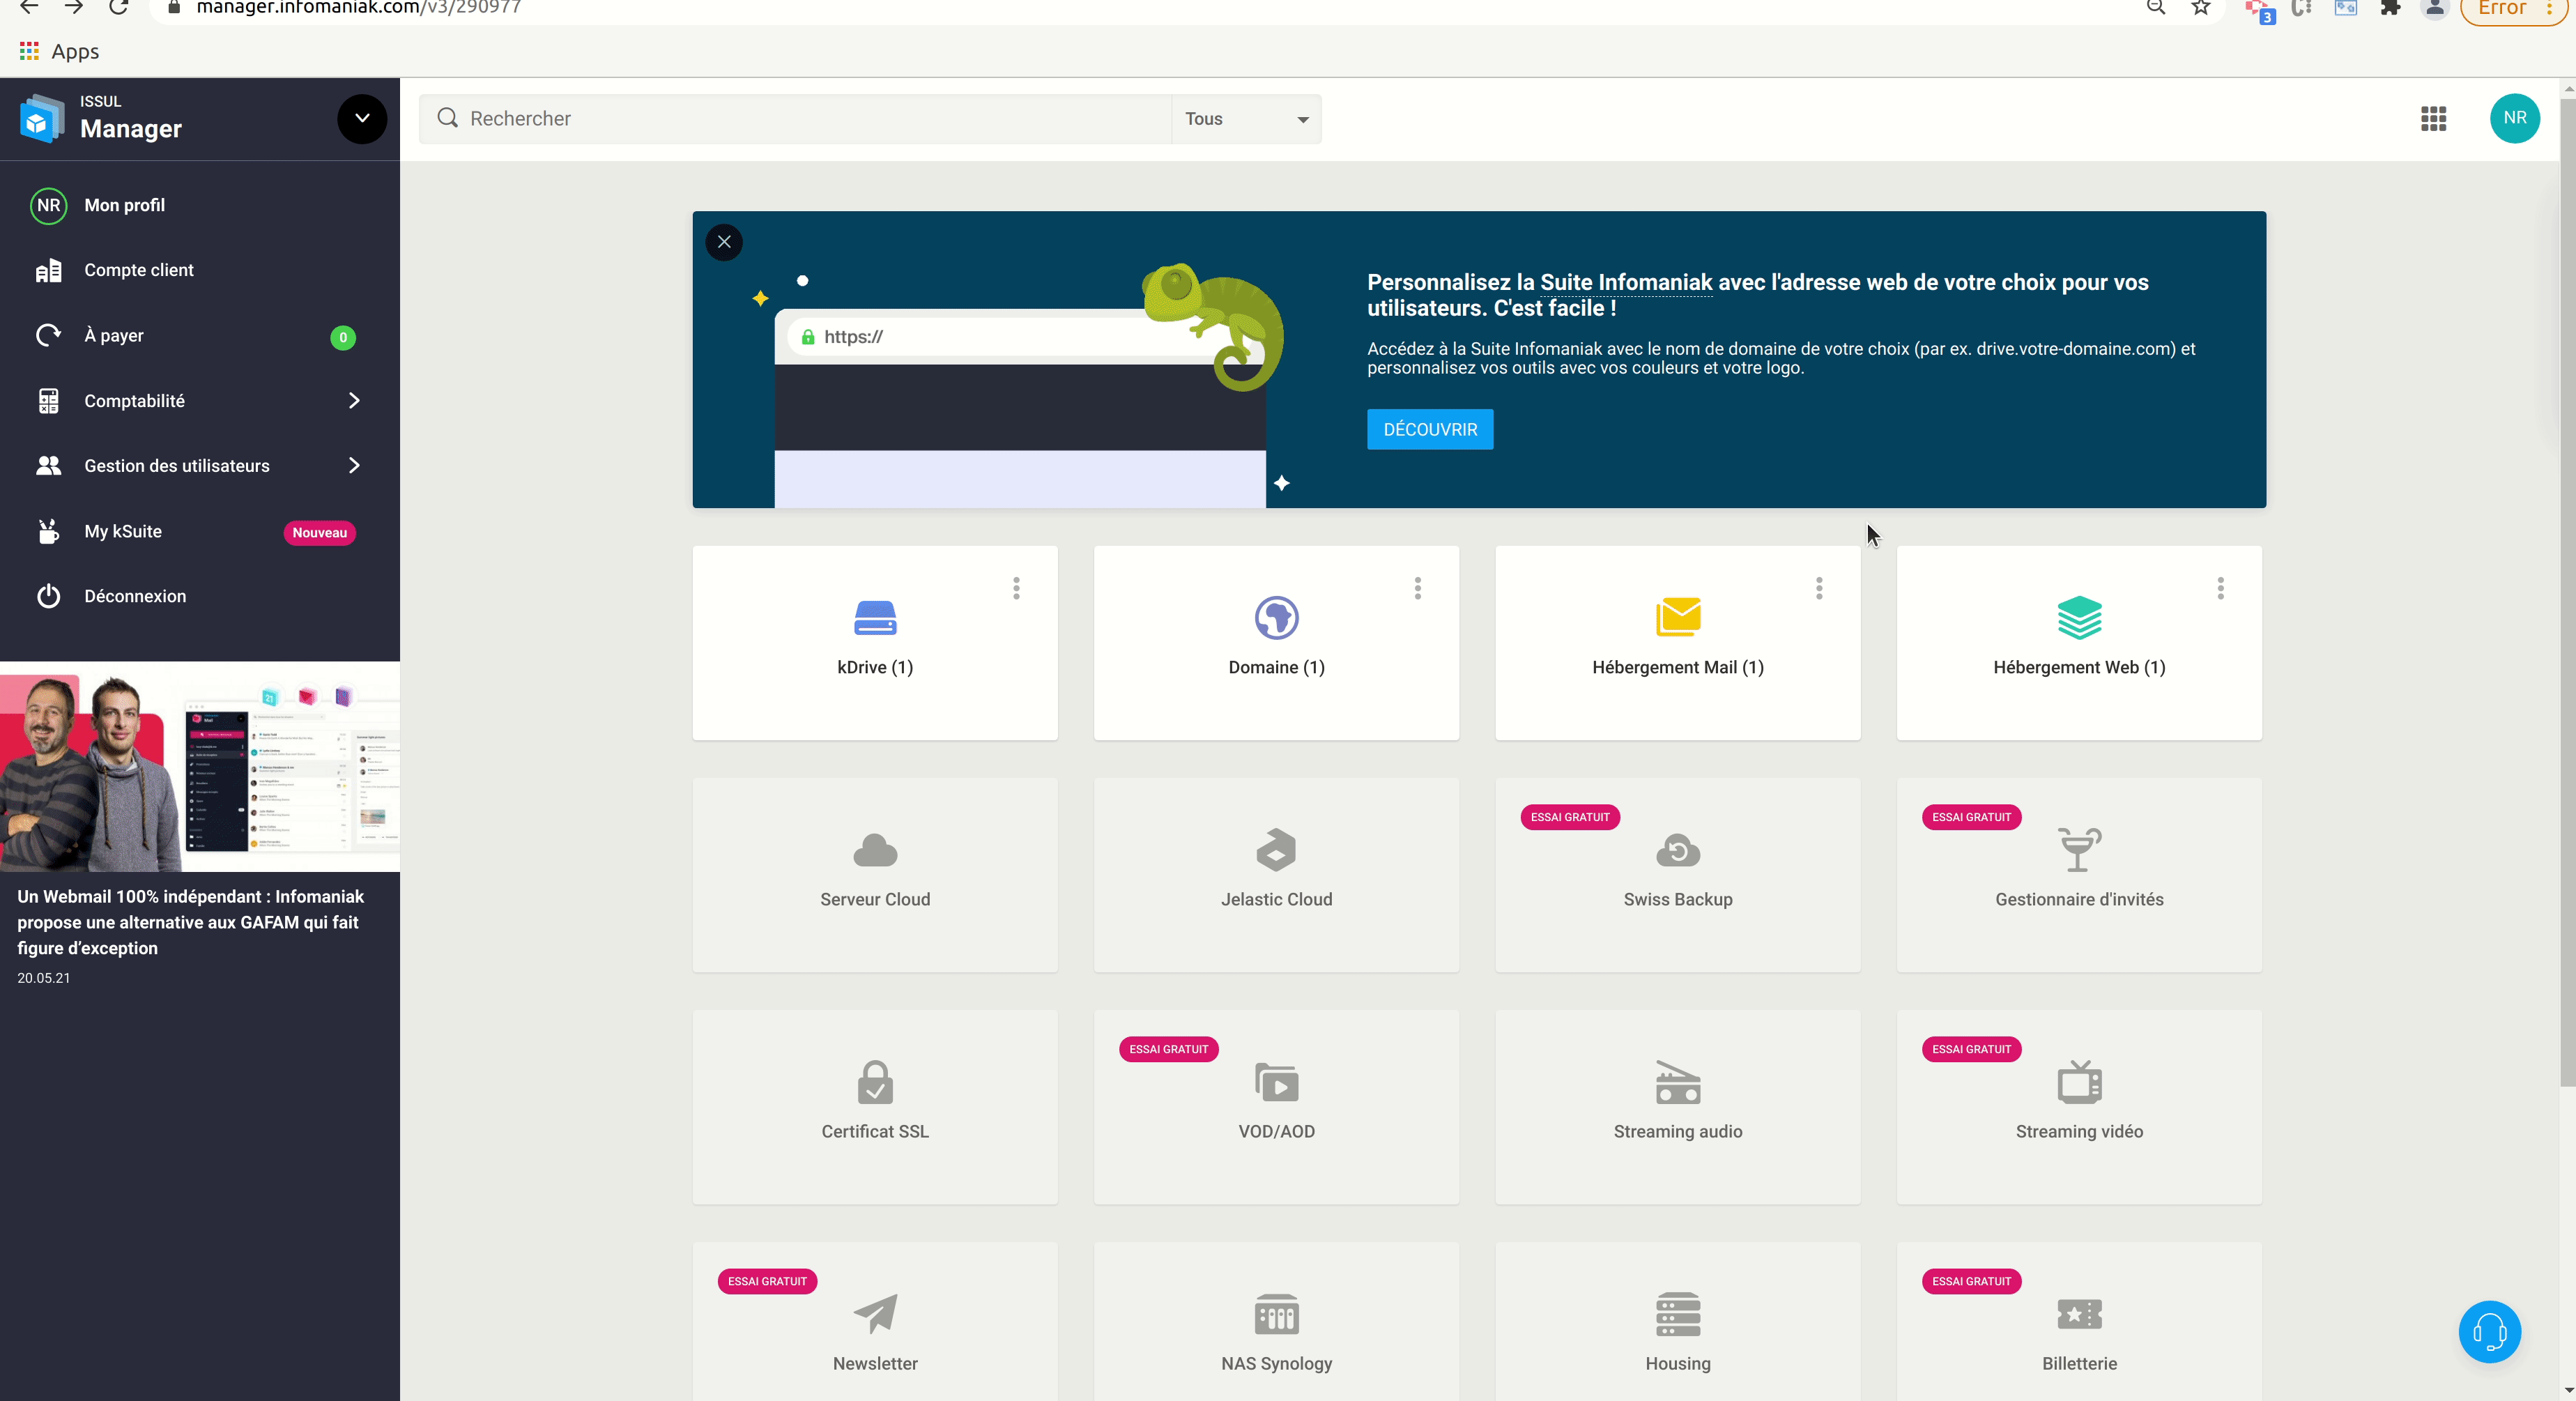 manager.infomaniak.com/v3/290977
3
Error
Apps
ISSUL
Manager
Rechercher
Tous
NR
NR
Mon profil
Compte client
À payer
0
Comptabilité
Gestion des utilisateurs
My kSuite
Nouveau
Déconnexion
Un Webmail 100% indépendant : Infomaniak
propose une alternative aux GAFAM qui fait
figure d'exception
20.05.21
https://
Personnalisez la Suite Infomaniak avec l'adresse web de votre choix pour vos
utilisateurs. C'est facile !
Accédez à la Suite Infomaniak avec le nom de domaine de votre choix (par ex. drive.votre-domaine.com) et
personnalisez vos outils avec vos couleurs et votre logo.
DÉCOUVRIR
kDrive (1)
Domaine (1)
Hébergement Mail (1)
Hébergement Web (1)
Serveur Cloud
Jelastic Cloud
ESSAI GRATUIT
Swiss Backup
ESSAI GRATUIT
Gestionnaire d'invités
Certificat SSL
ESSAI GRATUIT
VOD/AOD
Streaming audio
ESSAI GRATUIT
Streaming vidéo
ESSAI GRATUIT
Newsletter
NAS Synology
Housing
ESSAI GRATUIT
Billetterie